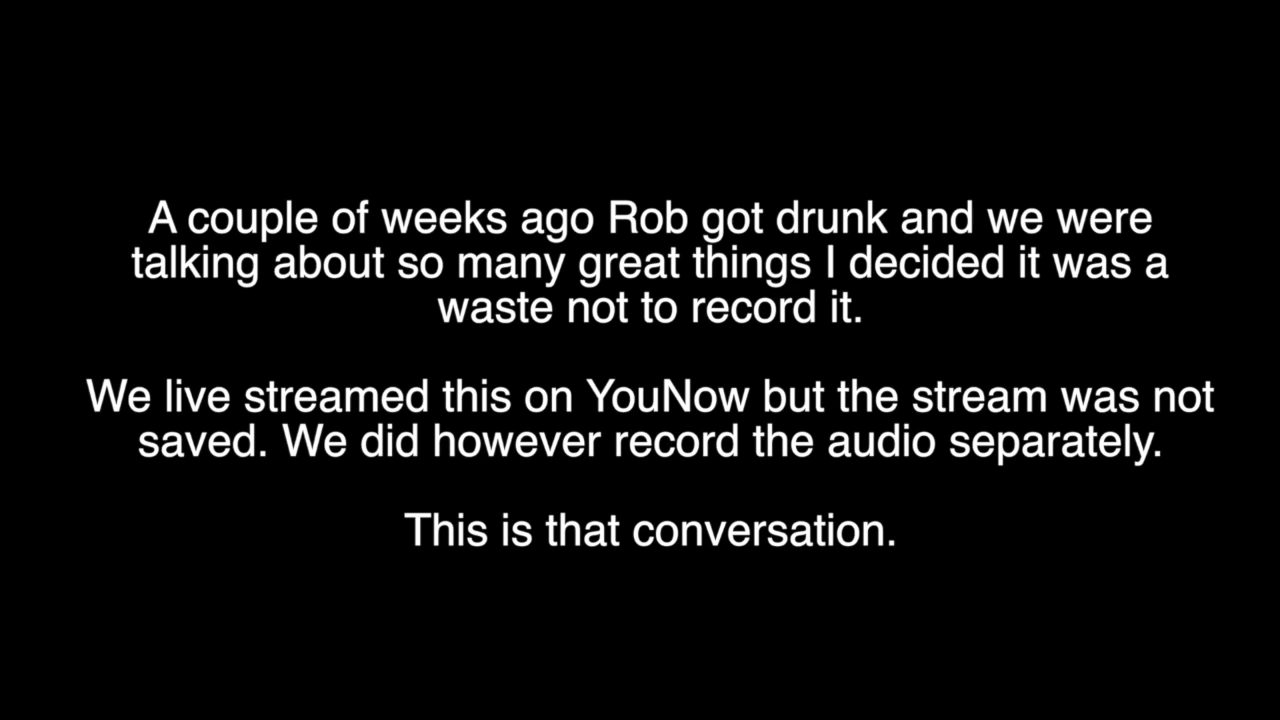 A couple of weeks ago Rob got drunk and we were
talking about so many great things I decided it was a
waste not to record it.
We live streamed this on YouNow but the stream was not
saved. We did however record the audio separately.
This is that conversation.